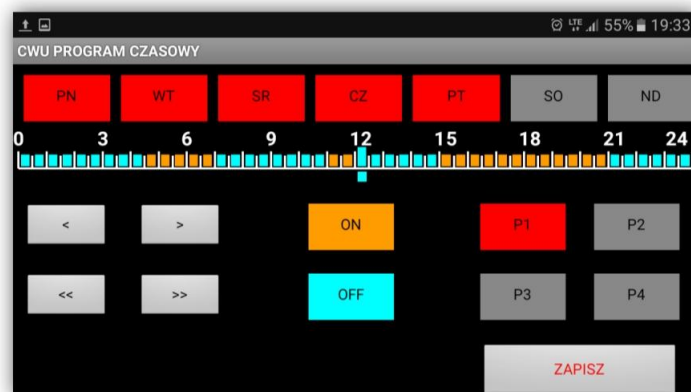 LTE 55% 19:33
CWU PROGRAM CZASOWY
PN WT SR CZ PT SO ND
0 3 6 9 12 15 18 21 24
< > ON P1 P2
<< >> OFF P3 P4
ZAPISZ